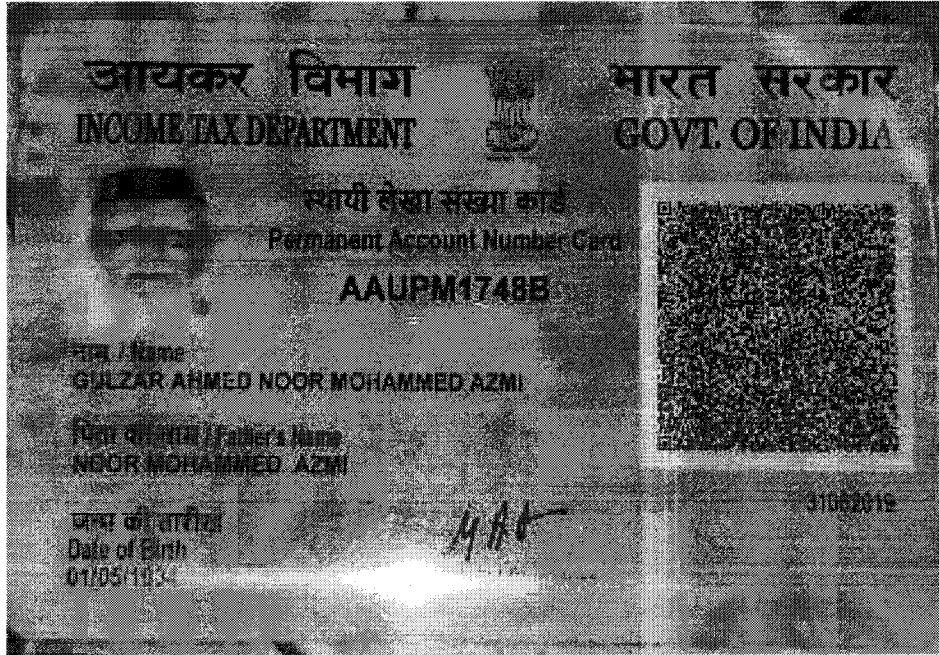 आयकर विभाग
INCOME TAX DEPARTMENT
भारत सरकार
GOVT. OF INDIA
स्थायी लेखा संख्या कार्ड
Permanent Account Number Card
AAUPM1748B
नाम / Name
GULZAR AHMED NOOR MOHAMMED AZMI
पिता का नाम / Father's Name
NOOR MOHAMMED AZMI
जन्म की तारीख
Date of Birth